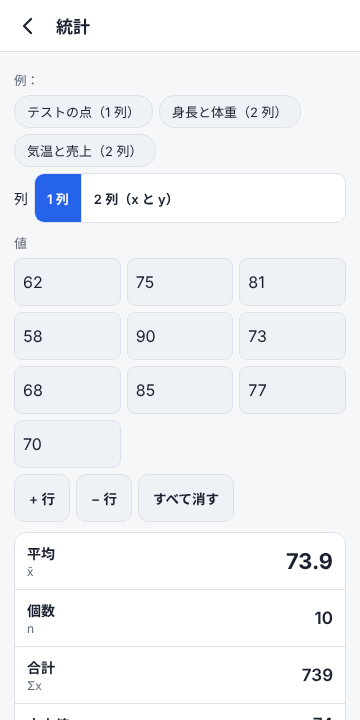 統計
例：
テストの点（1 列） 身長と体重（2 列）
気温と売上（2 列）
列 1 列 2 列（x と y）
値
62 75 81
58 90 73
68 85 77
70
+ 行 − 行 すべて消す
平均 73.9
x̄
個数 10
n
合計 739
Σx